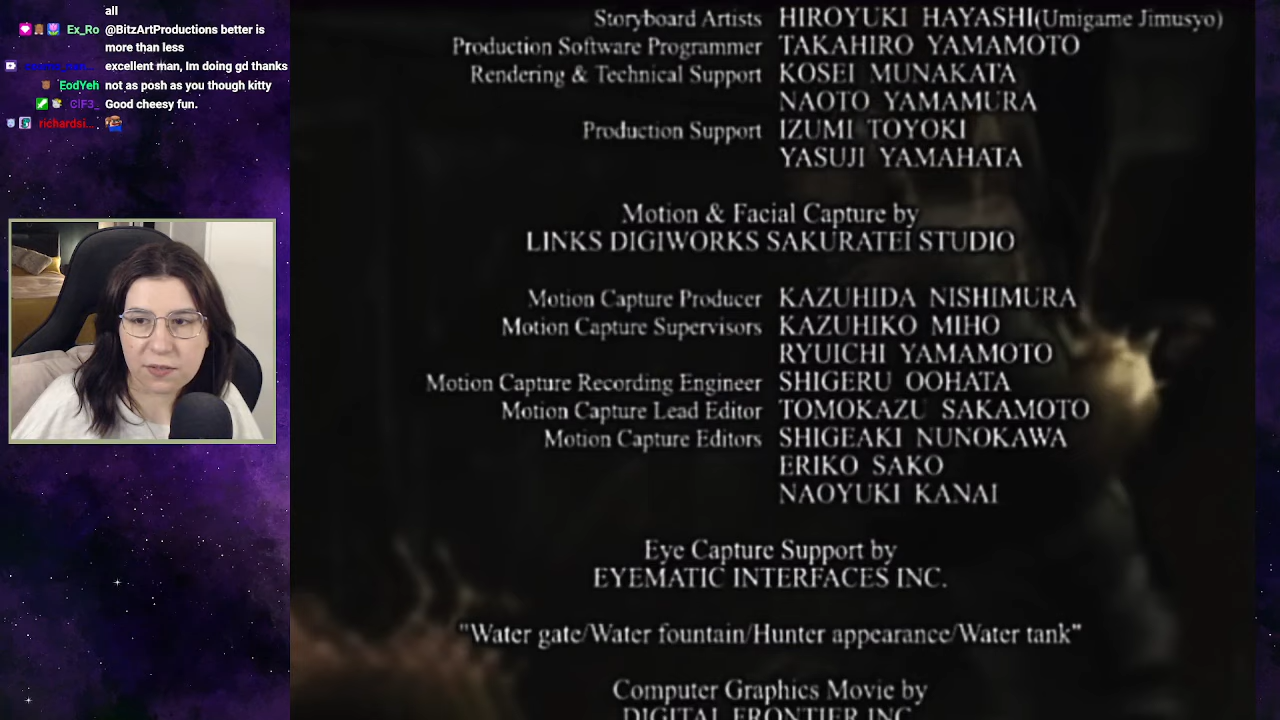 all
Ex_Ro @BitzArtProductions better is
more than less
excellent man, Im doing gd thanks
EodYeh not as posh as you though kitty
ClF3_ Good cheesy fun.
richardsi...
Storyboard Artists HIROYUKI HAYASHI(Umigame Jimusyo)
Production Software Programmer TAKAHIRO YAMAMOTO
Rendering & Technical Support KOSEI MUNAKATA
NAOTO YAMAMURA
Production Support IZUMI TOYOKI
YASUJI YAMAHATA
Motion & Facial Capture by
LINKS DIGIWORKS SAKURATEI STUDIO
Motion Capture Producer KAZUHIDA NISHIMURA
Motion Capture Supervisors KAZUHIKO MIHO
RYUICHI YAMAMOTO
Motion Capture Recording Engineer SHIGERU OOHATA
Motion Capture Lead Editor TOMOKAZU SAKAMOTO
Motion Capture Editors SHIGEAKI NUNOKAWA
ERIKO SAKO
NAOYUKI KANAI
Eye Capture Support by
EYEMATIC INTERFACES INC.
"Water gate/Water fountain/Hunter appearance/Water tank"
Computer Graphics Movie by
DIGITAL FRONTIER INC.